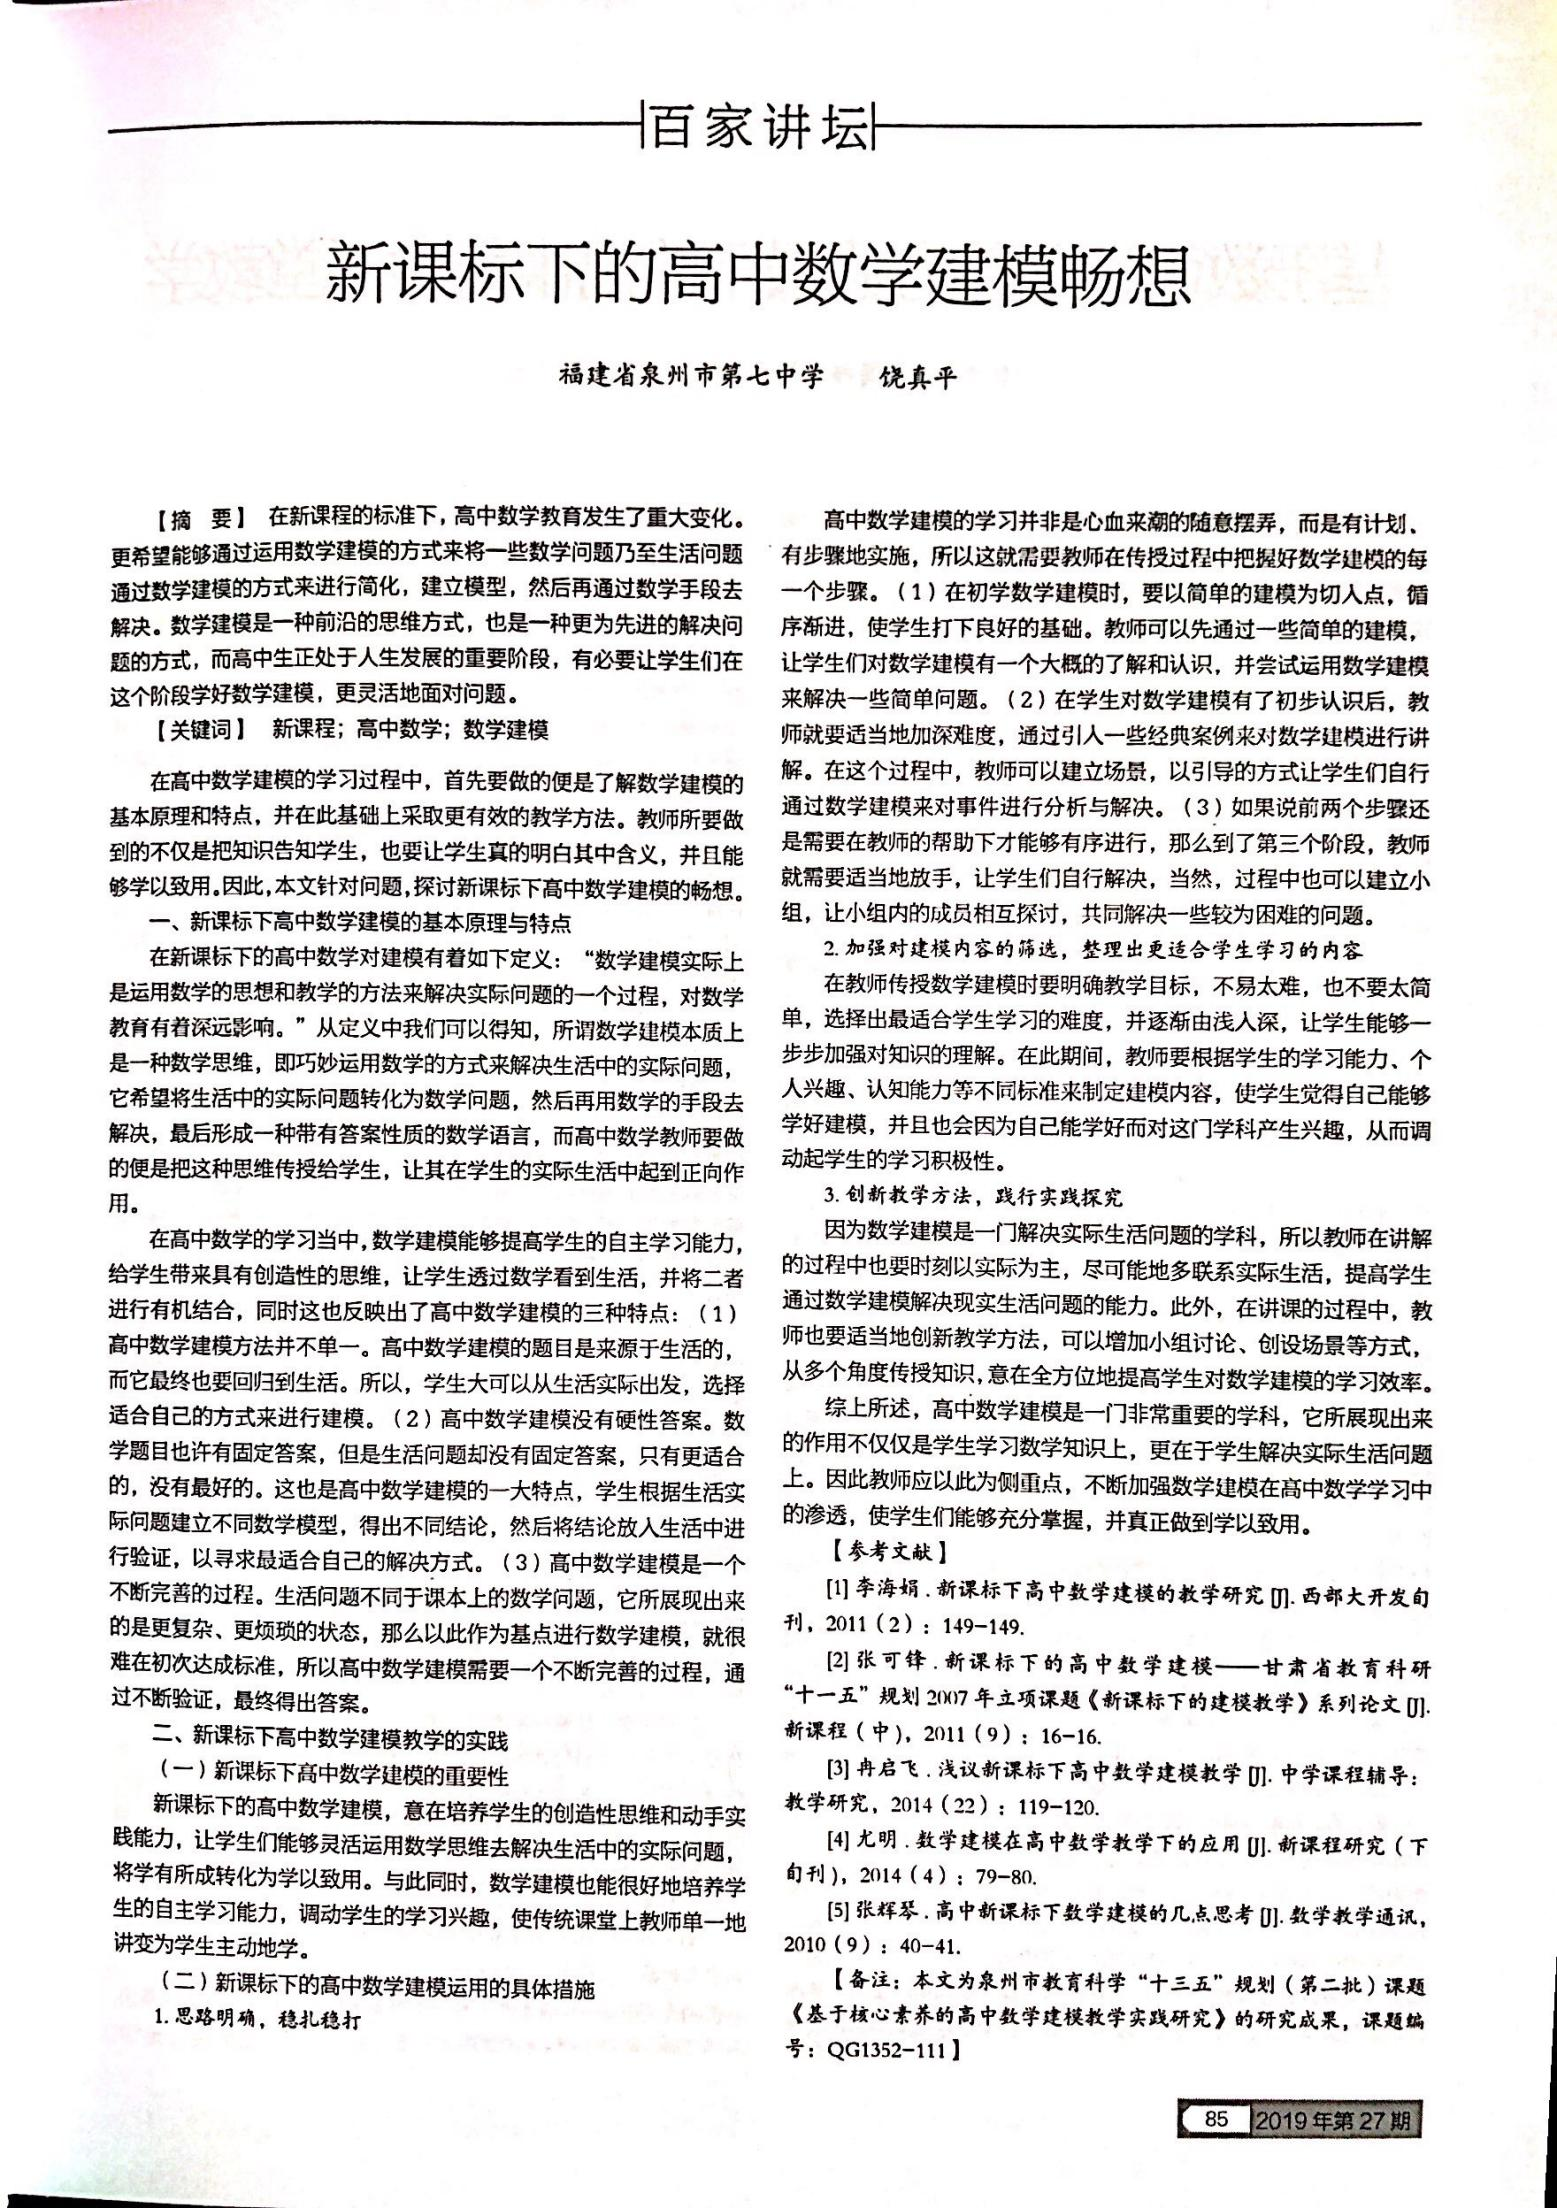 百家讲坛
新课标下的高中数学建模畅想
福建省泉州市第七中学 饶真平
【摘 要】 在新课程的标准下，高中数学教育发生了重大变化。
更希望能够通过运用数学建模的方式来将一些数学问题乃至生活问题
通过数学建模的方式来进行简化，建立模型，然后再通过数学手段去
解决。数学建模是一种前沿的思维方式，也是一种更为先进的解决问
题的方式，而高中生正处于人生发展的重要阶段，有必要让学生们在
这个阶段学好数学建模，更灵活地面对问题。
【关键词】 新课程；高中数学；数学建模
在高中数学建模的学习过程中，首先要做的便是了解数学建模的
基本原理和特点，并在此基础上采取更有效的教学方法。教师所要做
到的不仅是把知识告知学生，也要让学生真的明白其中含义，并且能
够学以致用。因此，本文针对问题，探讨新课标下高中数学建模的畅想。
一、新课标下高中数学建模的基本原理与特点
在新课标下的高中数学对建模有着如下定义：“数学建模实际上
是运用数学的思想和教学的方法来解决实际问题的一个过程，对数学
教育有着深远影响。”从定义中我们可以得知，所谓数学建模本质上
是一种数学思维，即巧妙运用数学的方式来解决生活中的实际问题，
它希望将生活中的实际问题转化为数学问题，然后再用数学的手段去
解决，最后形成一种带有答案性质的数学语言，而高中数学教师要做
的便是把这种思维传授给学生，让其在学生的实际生活中起到正向作
用。
在高中数学的学习当中，数学建模能够提高学生的自主学习能力，
给学生带来具有创造性的思维，让学生透过数学看到生活，并将二者
进行有机结合，同时这也反映出了高中数学建模的三种特点：（1）
高中数学建模方法并不单一。高中数学建模的题目是来源于生活的，
而它最终也要回归到生活。所以，学生大可以从生活实际出发，选择
适合自己的方式来进行建模。（2）高中数学建模没有硬性答案。数
学题目也许有固定答案，但是生活问题却没有固定答案，只有更适合
的，没有最好的。这也是高中数学建模的一大特点，学生根据生活实
际问题建立不同数学模型，得出不同结论，然后将结论放入生活中进
行验证，以寻求最适合自己的解决方式。（3）高中数学建模是一个
不断完善的过程。生活问题不同于课本上的数学问题，它所展现出来
的是更复杂、更烦琐的状态，那么以此作为基点进行数学建模，就很
难在初次达成标准，所以高中数学建模需要一个不断完善的过程，通
过不断验证，最终得出答案。
二、新课标下高中数学建模教学的实践
（一）新课标下高中数学建模的重要性
新课标下的高中数学建模，意在培养学生的创造性思维和动手实
践能力，让学生们能够灵活运用数学思维去解决生活中的实际问题，
将学有所成转化为学以致用。与此同时，数学建模也能很好地培养学
生的自主学习能力，调动学生的学习兴趣，使传统课堂上教师单一地
讲变为学生主动地学。
（二）新课标下的高中数学建模运用的具体措施
1.思路明确，稳扎稳打
高中数学建模的学习并非是心血来潮的随意摆弄，而是有计划、
有步骤地实施，所以这就需要教师在传授过程中把握好数学建模的每
一个步骤。（1）在初学数学建模时，要以简单的建模为切入点，循
序渐进，使学生打下良好的基础。教师可以先通过一些简单的建模，
让学生们对数学建模有一个大概的了解和认识，并尝试运用数学建模
来解决一些简单问题。（2）在学生对数学建模有了初步认识后，教
师就要适当地加深难度，通过引入一些经典案例来对数学建模进行讲
解。在这个过程中，教师可以建立场景，以引导的方式让学生们自行
通过数学建模来对事件进行分析与解决。（3）如果说前两个步骤还
是需要在教师的帮助下才能够有序进行，那么到了第三个阶段，教师
就需要适当地放手，让学生们自行解决，当然，过程中也可以建立小
组，让小组内的成员相互探讨，共同解决一些较为困难的问题。
2.加强对建模内容的筛选，整理出更适合学生学习的内容
在教师传授数学建模时要明确教学目标，不易太难，也不要太简
单，选择出最适合学生学习的难度，并逐渐由浅入深，让学生能够一
步步加强对知识的理解。在此期间，教师要根据学生的学习能力、个
人兴趣、认知能力等不同标准来制定建模内容，使学生觉得自己能够
学好建模，并且也会因为自己能学好而对这门学科产生兴趣，从而调
动起学生的学习积极性。
3.创新教学方法，践行实践探究
因为数学建模是一门解决实际生活问题的学科，所以教师在讲解
的过程中也要时刻以实际为主，尽可能地多联系实际生活，提高学生
通过数学建模解决现实生活问题的能力。此外，在讲课的过程中，教
师也要适当地创新教学方法，可以增加小组讨论、创设场景等方式，
从多个角度传授知识，意在全方位地提高学生对数学建模的学习效率。
综上所述，高中数学建模是一门非常重要的学科，它所展现出来
的作用不仅仅是学生学习数学知识上，更在于学生解决实际生活问题
上。因此教师应以此为侧重点，不断加强数学建模在高中数学学习中
的渗透，使学生们能够充分掌握，并真正做到学以致用。
【参考文献】
[1]李海娟.新课标下高中数学建模的教学研究[J].西部大开发旬
刊，2011（2）：149-149.
[2]张可锋.新课标下的高中数学建模——甘肃省教育科研
“十一五”规划2007年立项课题《新课标下的建模教学》系列论文[J].
新课程（中），2011（9）：16-16.
[3]冉启飞.浅议新课标下高中数学建模教学[J].中学课程辅导：
教学研究，2014（22）：119-120.
[4]尤明.数学建模在高中数学教学下的应用[J].新课程研究（下
旬刊），2014（4）：79-80.
[5]张辉琴.高中新课标下数学建模的几点思考[J].数学教学通讯，
2010（9）：40-41.
【备注：本文为泉州市教育科学“十三五”规划（第二批）课题
《基于核心素养的高中数学建模教学实践研究》的研究成果，课题编
号：QG1352-111】
85 2019年第27期